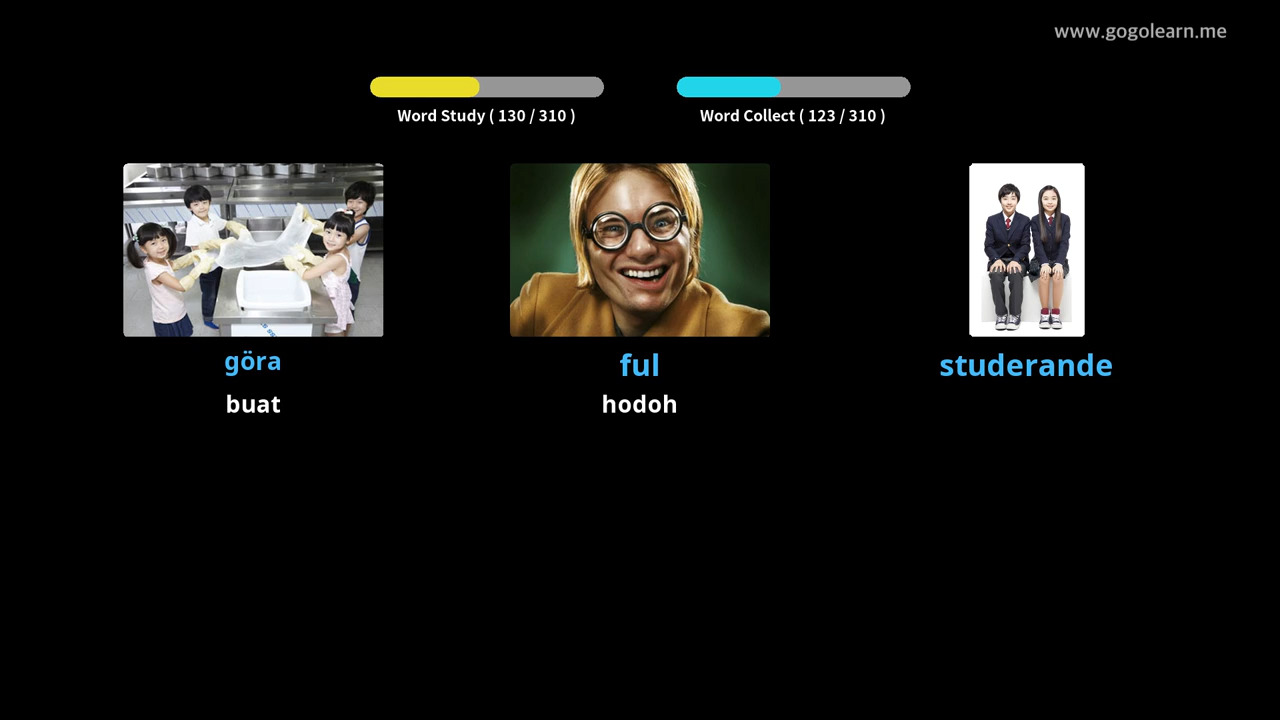 www.gogolearn.me
Word Study ( 130 / 310 )
Word Collect ( 123 / 310 )
göra
ful
studerande
buat
hodoh